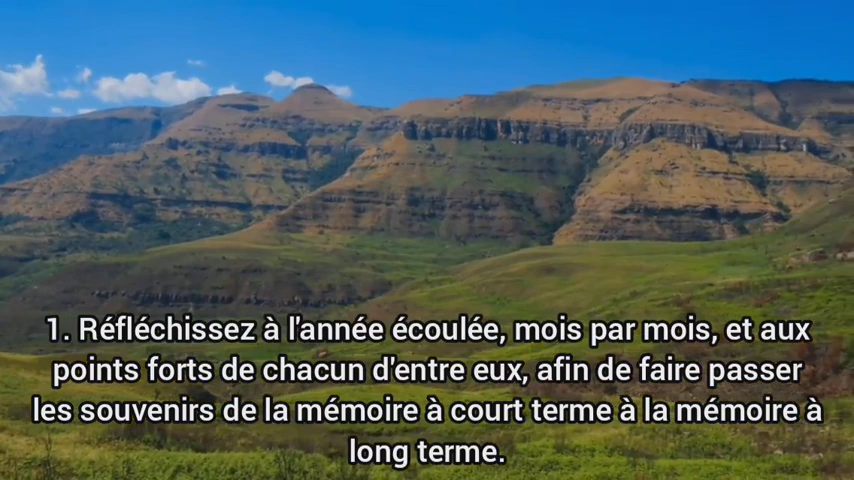 1. Réfléchissez à l'année écoulée, mois par mois, et aux
points forts de chacun d'entre eux, afin de faire passer
les souvenirs de la mémoire à court terme à la mémoire à
long terme.